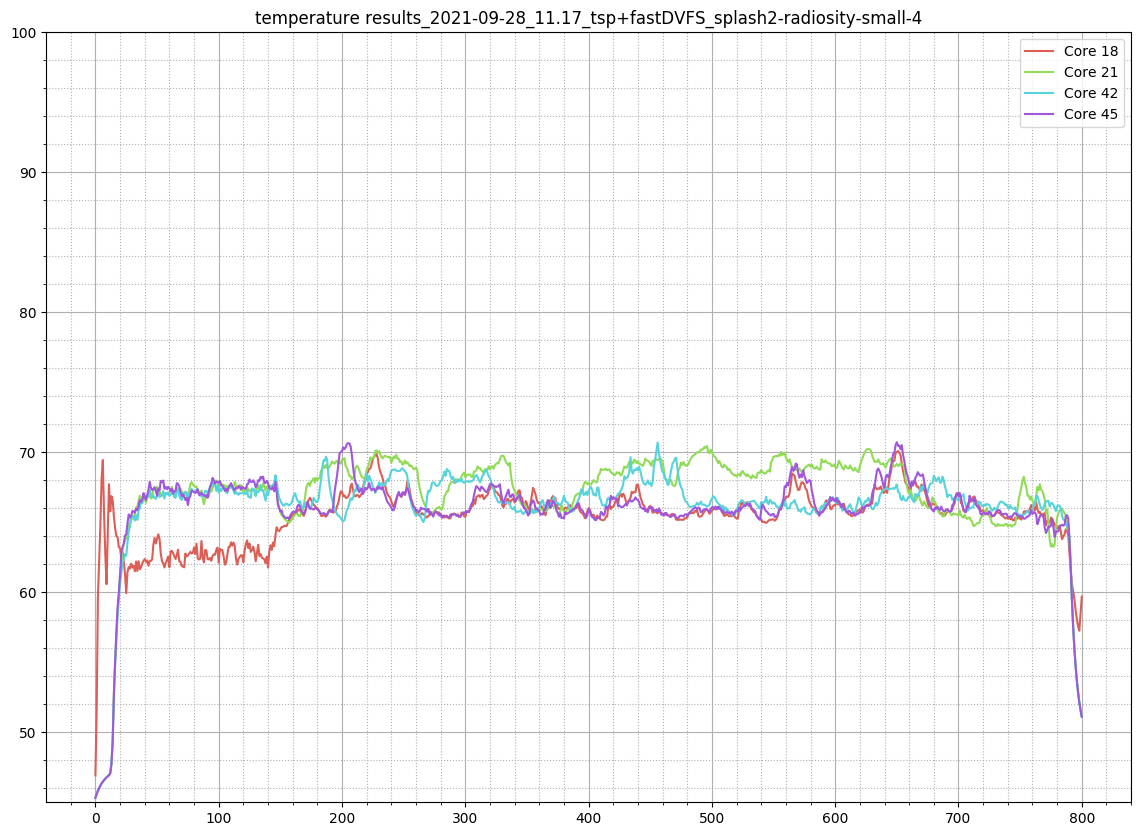 temperature results_2021-09-28_11.17_tsp+fastDVFS_splash2-radiosity-small-4
Core 18
Core 21
Core 42
Core 45
100
90
80
70
60
50
0 100 200 300 400 500 600 700 800